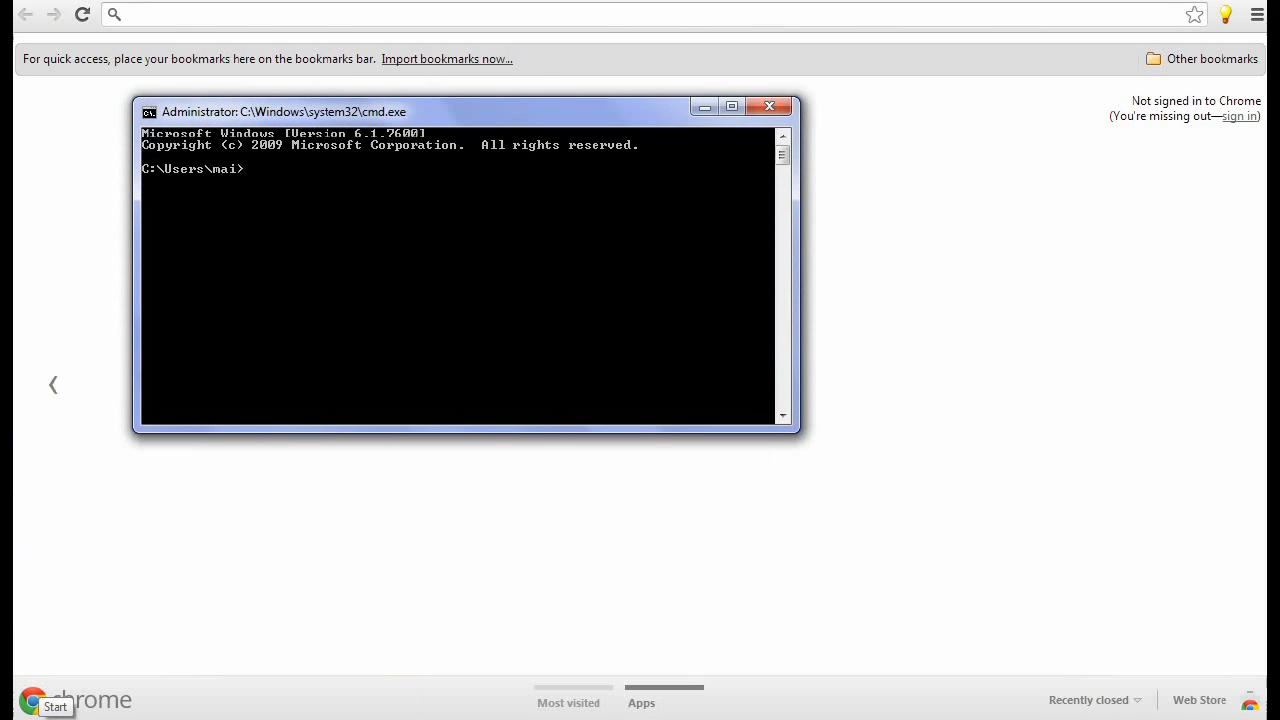 For quick access, place your bookmarks here on the bookmarks bar. Import bookmarks now...
Other bookmarks
Not signed in to Chrome
(You're missing out—sign in)
Administrator: C:\Windows\system32\cmd.exe
Microsoft Windows [Version 6.1.7600]
Copyright (c) 2009 Microsoft Corporation.  All rights reserved.
C:\Users\mai>
chrome
Start
Most visited
Apps
Recently closed
Web Store